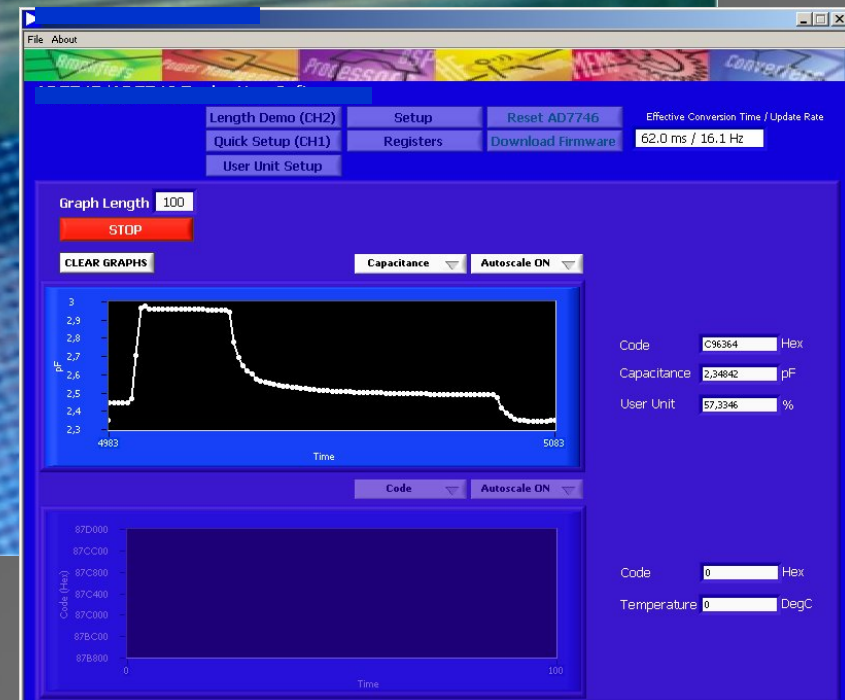 File About
Amplifiers Power Management Processors DSP MEMS Converters
Length Demo (CH2) Setup Reset AD7746 Effective Conversion Time / Update Rate
Quick Setup (CH1) Registers Download Firmware 62.0 ms / 16.1 Hz
User Unit Setup
Graph Length 100
STOP
CLEAR GRAPHS Capacitance Autoscale ON
3
2,9
2,8
2,7
2,6
2,5
2,4
2,3
pF
4983 5083
Time
Code C96364 Hex
Capacitance 2,34842 pF
User Unit 57,3346 %
Code Autoscale ON
87D000
87CC00
87C800
87C400
87C000
87BC00
87B800
Code (Hex)
0 100
Time
Code 0 Hex
Temperature 0 DegC